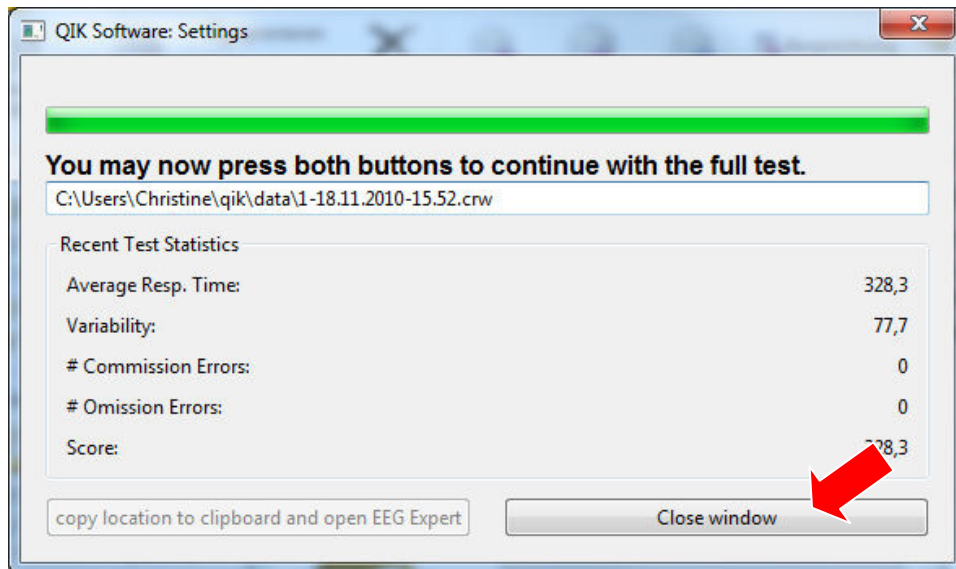 QIK Software: Settings
You may now press both buttons to continue with the full test.
C:\Users\Christine\qik\data\1-18.11.2010-15.52.crw
Recent Test Statistics
Average Resp. Time: 328,3
Variability: 77,7
# Commission Errors: 0
# Omission Errors: 0
Score: 328,3
copy location to clipboard and open EEG Expert Close window